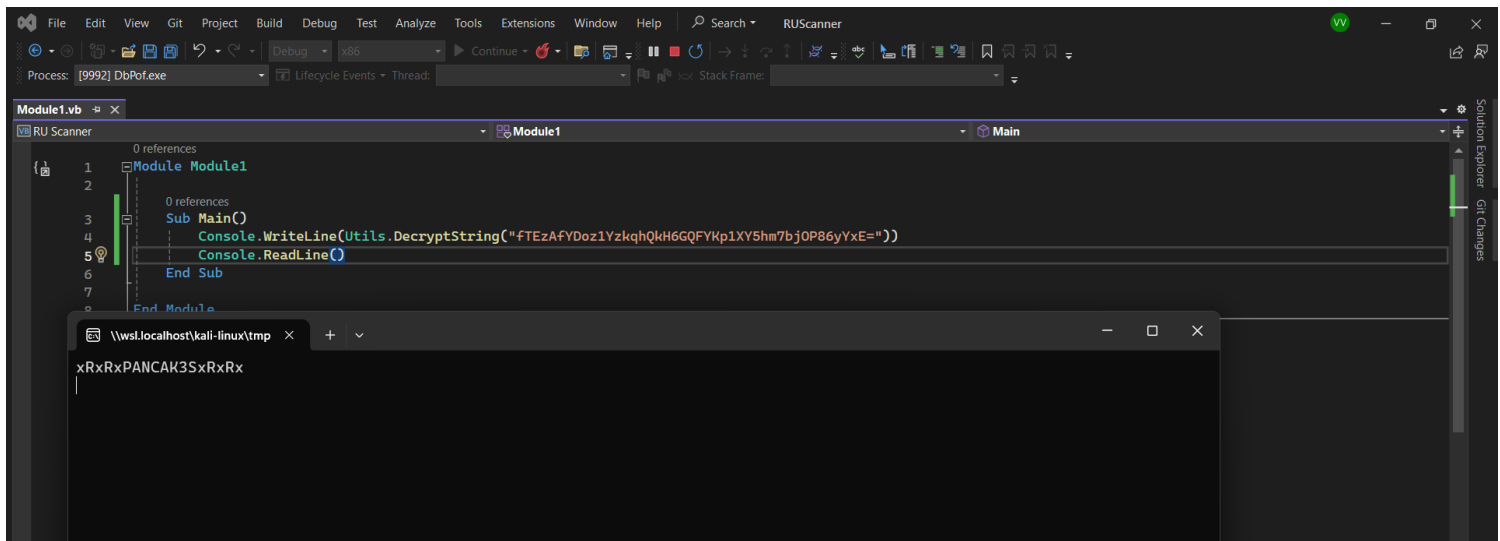 File Edit View Git Project Build Debug Test Analyze Tools Extensions Window Help Search RUScanner VV
Debug x86 Continue
Process: [9992] DbPof.exe Lifecycle Events Thread: Stack Frame:
Module1.vb
VB RU Scanner Module1 Main
0 references
1 Module Module1
2
0 references
3 Sub Main()
4 Console.WriteLine(Utils.DecryptString("fTEzAfYDoz1YzkqhQkH6GQFYKp1XY5hm7bjOP86yYxE="))
5 Console.ReadLine()
6 End Sub
7
8 End Module
\\wsl.localhost\kali-linux\tmp
xRxRxPANCAK3SxRxRx
Solution Explorer
Git Changes